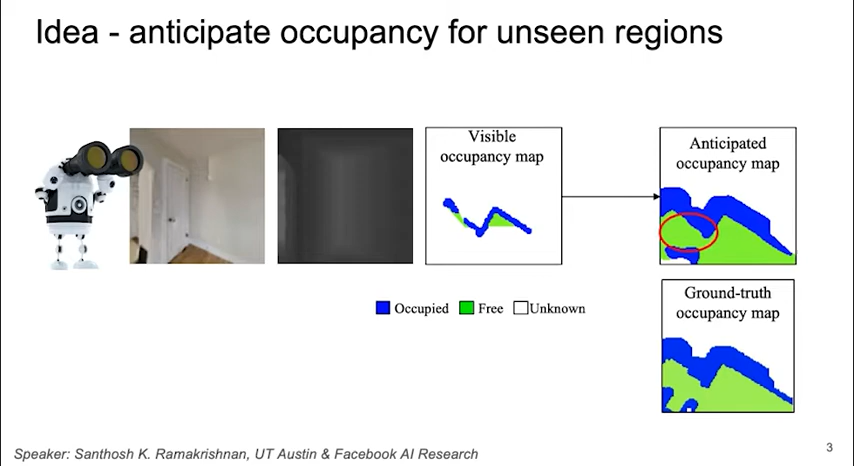 Idea - anticipate occupancy for unseen regions
Visible
occupancy map
Anticipated
occupancy map
Occupied
Free
Unknown
Ground-truth
occupancy map
Speaker: Santhosh K. Ramakrishnan, UT Austin & Facebook AI Research
3